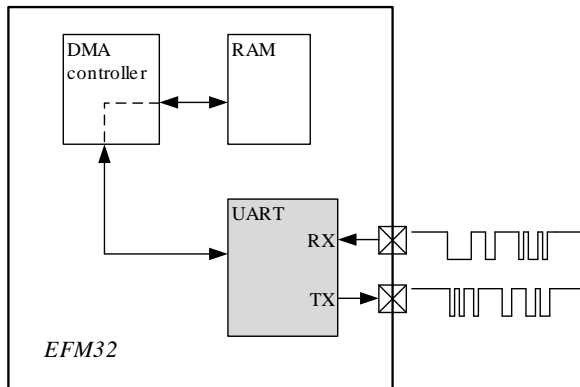 DMA
controller
RAM
UART
RX
TX
EFM32